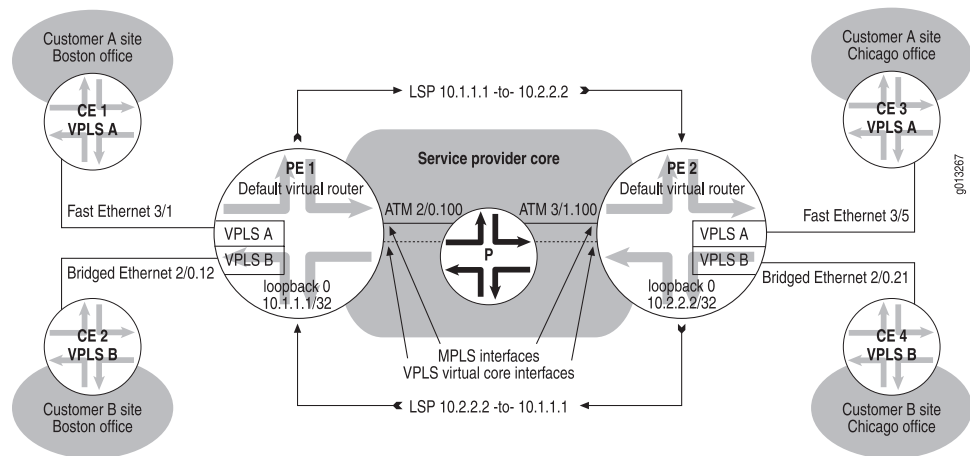 Customer A site
Boston office
CE 1
VPLS A
Fast Ethernet 3/1
LSP 10.1.1.1 -to- 10.2.2.2
Service provider core
PE 1
Default virtual router
VPLS A
VPLS B
loopback 0
10.1.1.1/32
ATM 2/0.100
ATM 3/1.100
P
PE 2
Default virtual router
VPLS A
VPLS B
loopback 0
10.2.2.2/32
Customer A site
Chicago office
CE 3
VPLS A
Fast Ethernet 3/5
g013267
Bridged Ethernet 2/0.12
CE 2
VPLS B
Customer B site
Boston office
MPLS interfaces
VPLS virtual core interfaces
LSP 10.2.2.2 -to- 10.1.1.1
Bridged Ethernet 2/0.21
CE 4
VPLS B
Customer B site
Chicago office